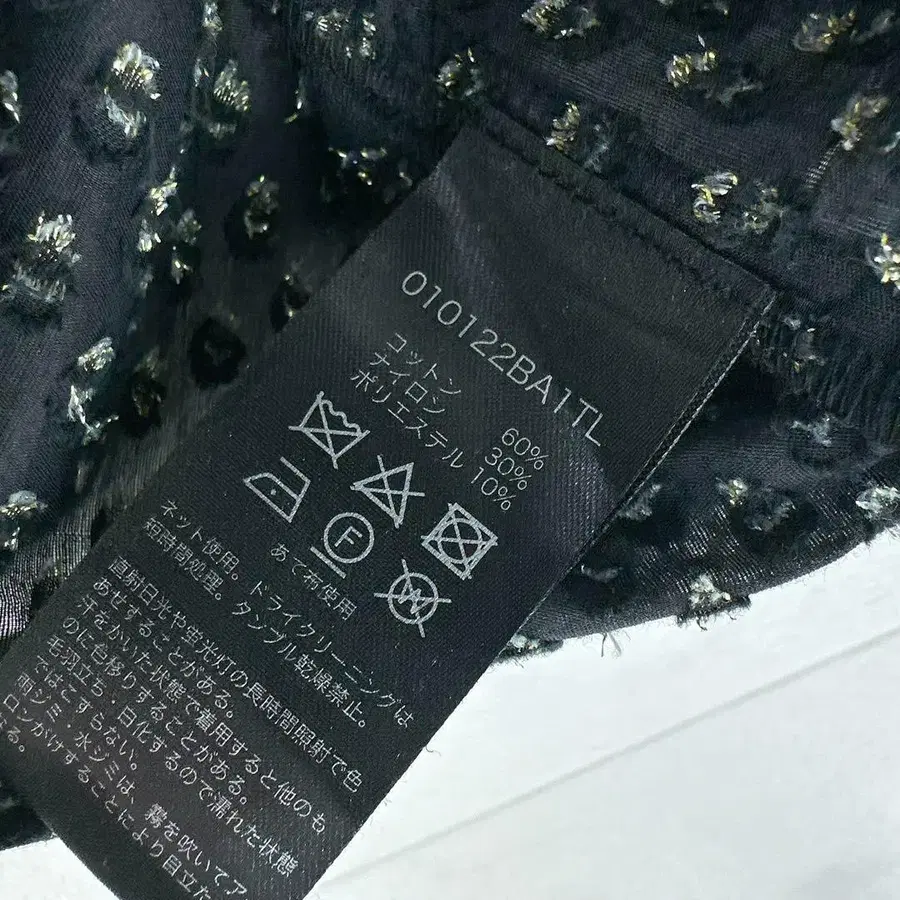 010122BA1TL
コットン 60%
ナイロン 30%
ポリエステル 10%
F
W
あて布使用
ネット使用。ドライクリーニングは
短時間処理。タンブル乾燥禁止。
直射日光や蛍光灯の長時間照射で色
あせすることがある。
汗をかいた状態で着用すると他のも
のに色移りすることがある。
毛羽立ち、白化するので濡れた状態
ではこすらない。
雨ジミ・水ジミは、霧を吹いてア
ロンがけすることにより目立た
る。